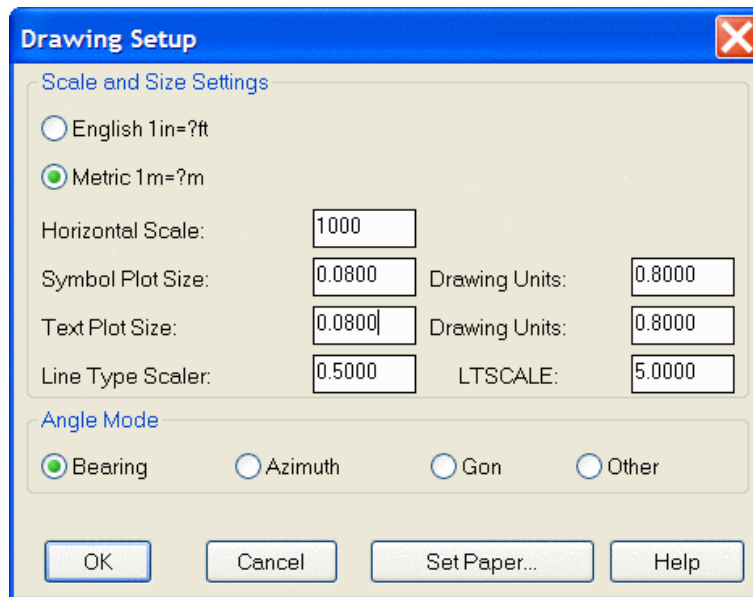 Drawing Setup
Scale and Size Settings
English 1in=?ft
Metric 1m=?m
Horizontal Scale: 1000
Symbol Plot Size: 0.0800 Drawing Units: 0.8000
Text Plot Size: 0.0800 Drawing Units: 0.8000
Line Type Scaler: 0.5000 LTSCALE: 5.0000
Angle Mode
Bearing Azimuth Gon Other
OK Cancel Set Paper... Help